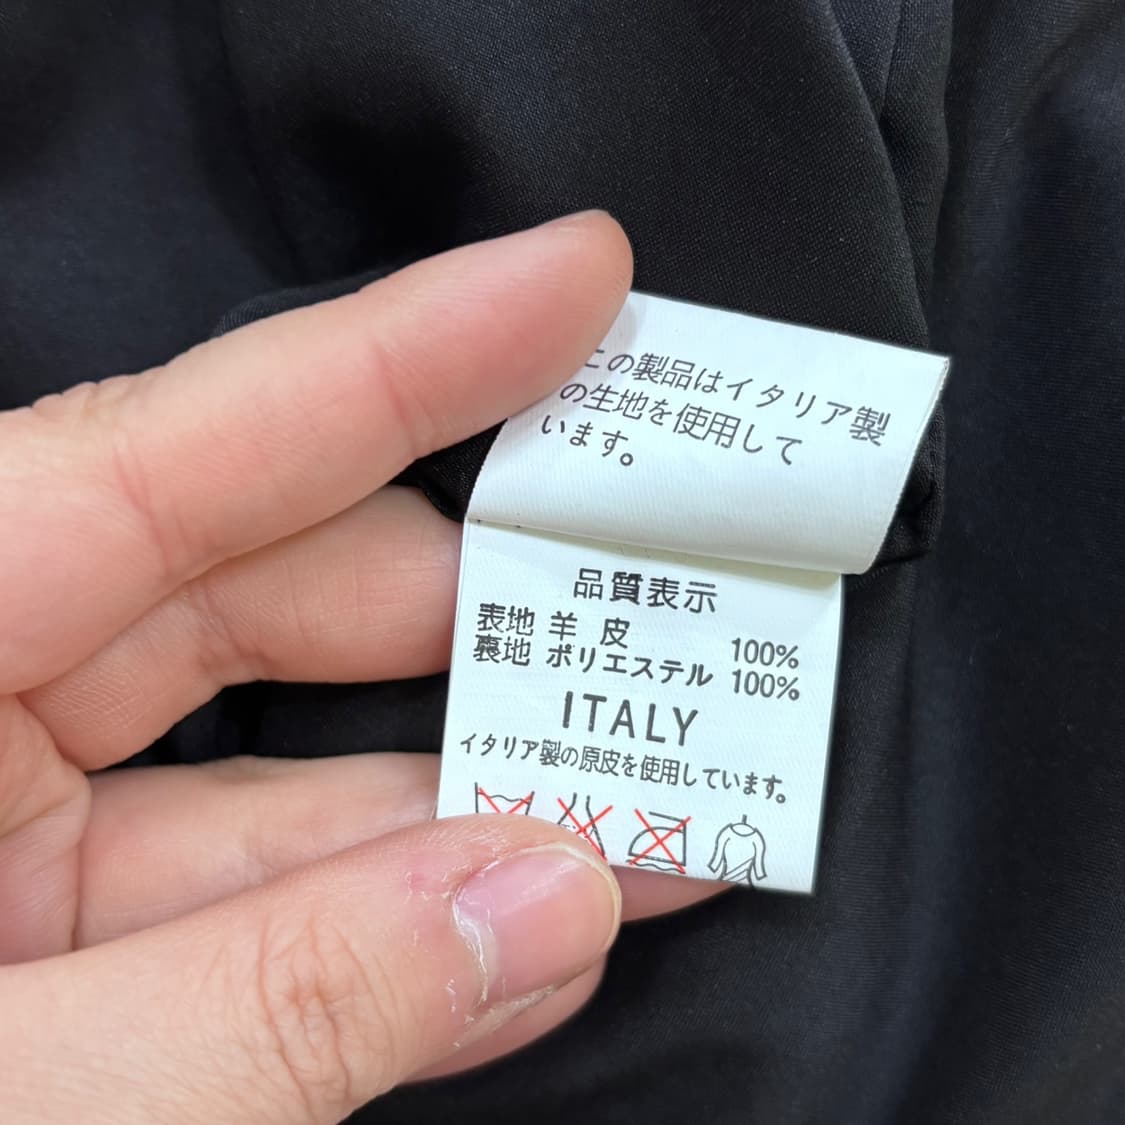 この製品はイタリア製
の生地を使用して
います。
品質表示
表地 羊 皮 100%
裏地 ポリエステル 100%
ITALY
イタリア製の原皮を使用しています。